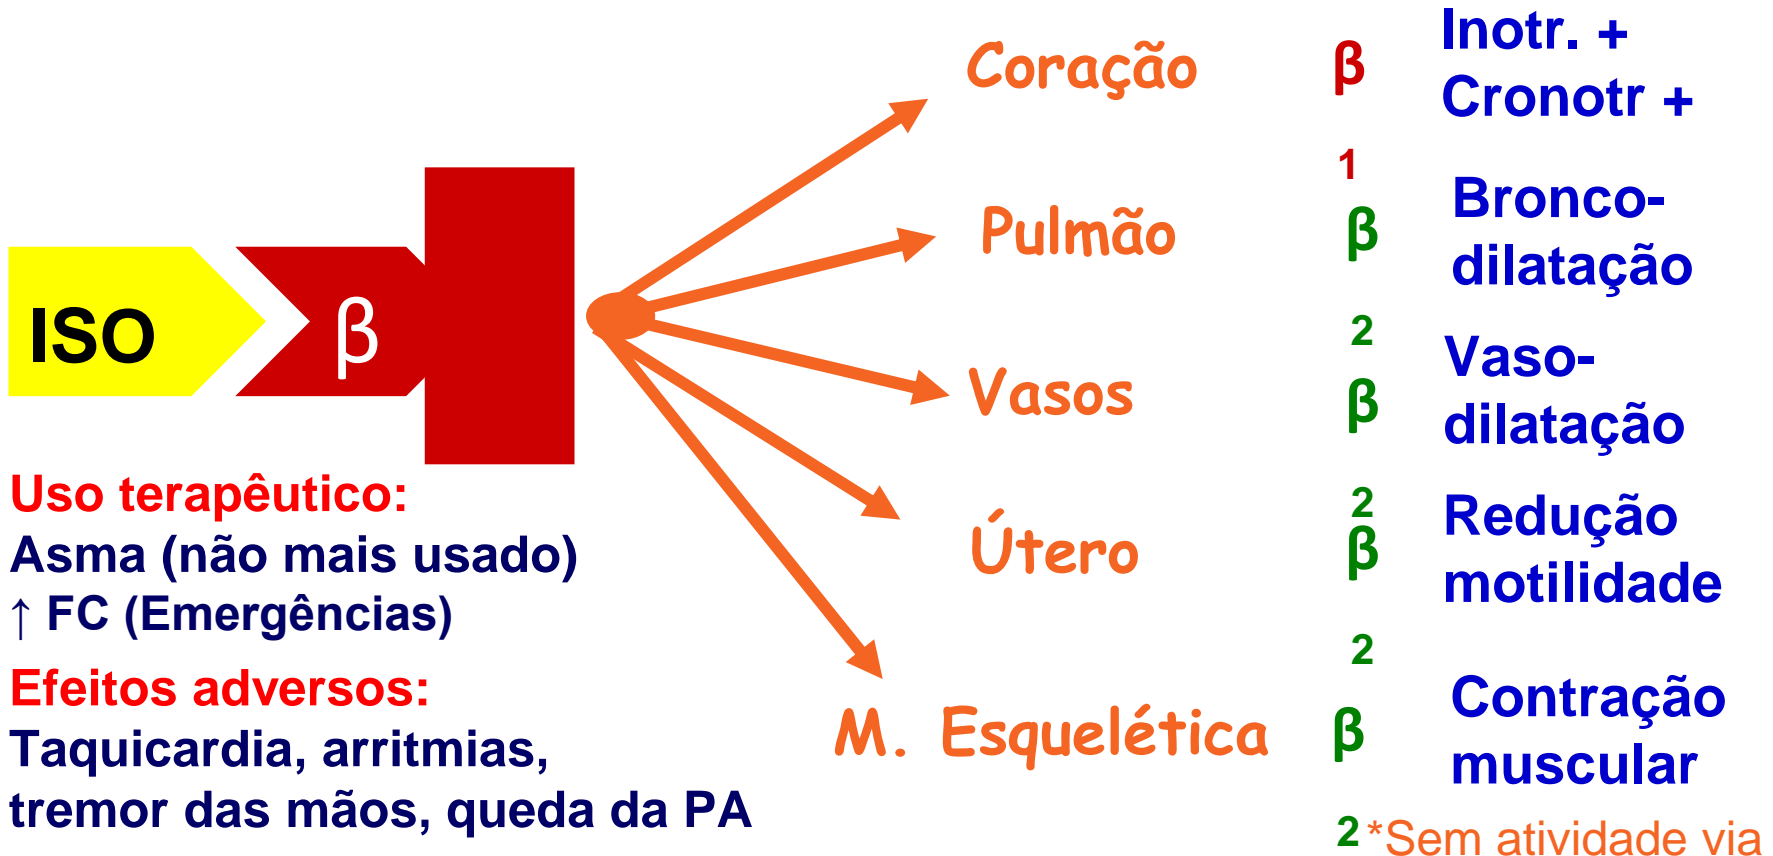 Coração β Inotr. +
Cronotr +
1
Pulmão β Bronco-
dilatação
2
Vasos β Vaso-
dilatação
2
Útero β Redução
motilidade
2
M. Esquelética β Contração
muscular
2 *Sem atividade via
ISO β
Uso terapêutico:
Asma (não mais usado)
↑ FC (Emergências)
Efeitos adversos:
Taquicardia, arritmias,
tremor das mãos, queda da PA